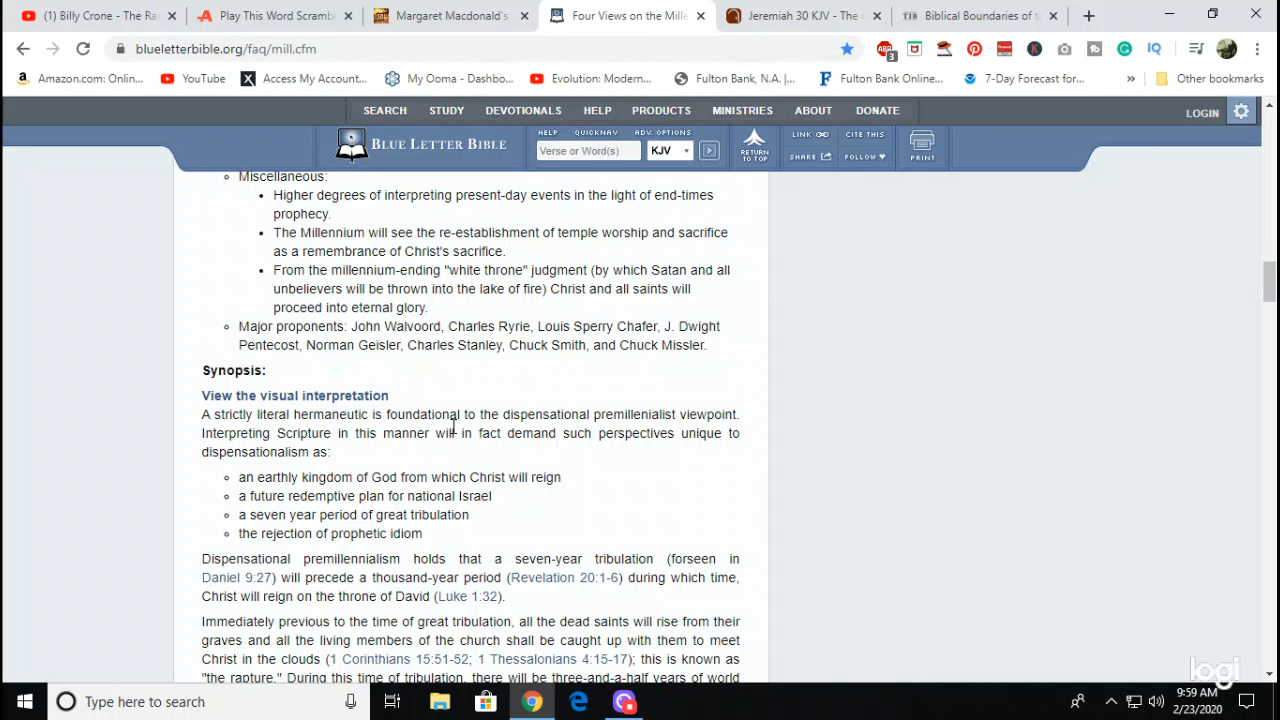 (1) Billy Crone - The Ra
Play This Word Scramb
Margaret Macdonald's
Four Views on the Mille
Jeremiah 30 KJV - The
Biblical Boundaries of th
blueletterbible.org/faq/mill.cfm
Amazon.com: Onlin...
YouTube
Access My Account...
My Ooma - Dashbo...
Evolution: Modern...
Fulton Bank, N.A. |...
Fulton Bank Online...
7-Day Forecast for...
Other bookmarks
SEARCH STUDY DEVOTIONALS HELP PRODUCTS MINISTRIES ABOUT DONATE
LOGIN
BLUE LETTER BIBLE
HELP QUICKNAV ADV. OPTIONS
Verse or Word(s) KJV
RETURN TO TOP
LINK CITE THIS
SHARE FOLLOW
PRINT
Miscellaneous:
Higher degrees of interpreting present-day events in the light of end-times
prophecy.
The Millennium will see the re-establishment of temple worship and sacrifice
as a remembrance of Christ's sacrifice.
From the millennium-ending "white throne" judgment (by which Satan and all
unbelievers will be thrown into the lake of fire) Christ and all saints will
proceed into eternal glory.
Major proponents: John Walvoord, Charles Ryrie, Louis Sperry Chafer, J. Dwight
Pentecost, Norman Geisler, Charles Stanley, Chuck Smith, and Chuck Missler.
Synopsis:
View the visual interpretation
A strictly literal hermaneutic is foundational to the dispensational premillenialist viewpoint.
Interpreting Scripture in this manner will in fact demand such perspectives unique to
dispensationalism as:
an earthly kingdom of God from which Christ will reign
a future redemptive plan for national Israel
a seven year period of great tribulation
the rejection of prophetic idiom
Dispensational premillennialism holds that a seven-year tribulation (forseen in
Daniel 9:27) will precede a thousand-year period (Revelation 20:1-6) during which time,
Christ will reign on the throne of David (Luke 1:32).
Immediately previous to the time of great tribulation, all the dead saints will rise from their
graves and all the living members of the church shall be caught up with them to meet
Christ in the clouds (1 Corinthians 15:51-52; 1 Thessalonians 4:15-17); this is known as
"the rapture." During this time of tribulation, there will be three-and-a-half years of world
logi
Type here to search
9:59 AM
2/23/2020